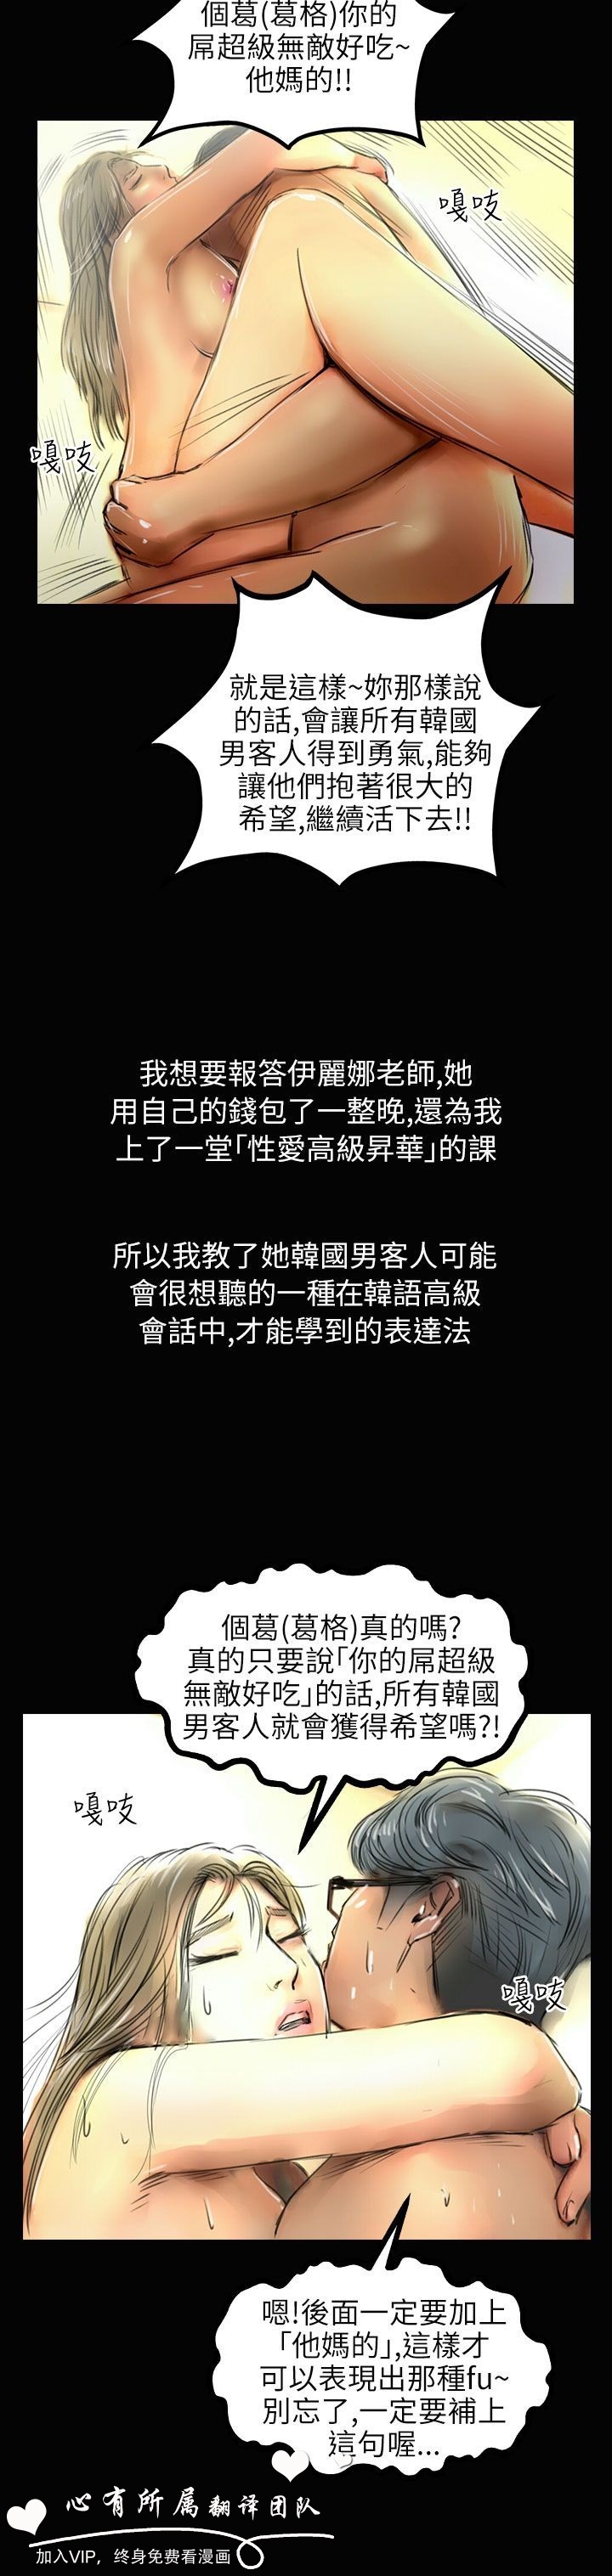 個葛(葛格)你的
屌超級無敵好吃~
他媽的!!
嘎吱
嘎吱
就是這樣~妳那樣說
的話,會讓所有韓國
男客人得到勇氣,能夠
讓他們抱著很大的
希望,繼續活下去!!
我想要報答伊麗娜老師,她
用自己的錢包了一整晚,還為我
上了一堂「性愛高級昇華」的課
所以我教了她韓國男客人可能
會很想聽的一種在韓語高級
會話中,才能學到的表達法
個葛(葛格)真的嗎?
真的只要說「你的屌超級
無敵好吃」的話,所有韓國
男客人就會獲得希望嗎?!
嘎吱
嘎吱
嗯!後面一定要加上
「他媽的」,這樣才
可以表現出那種fu~
別忘了,一定要補上
這句喔...
心有所属翻译团队
加入VIP，终身免费看漫画